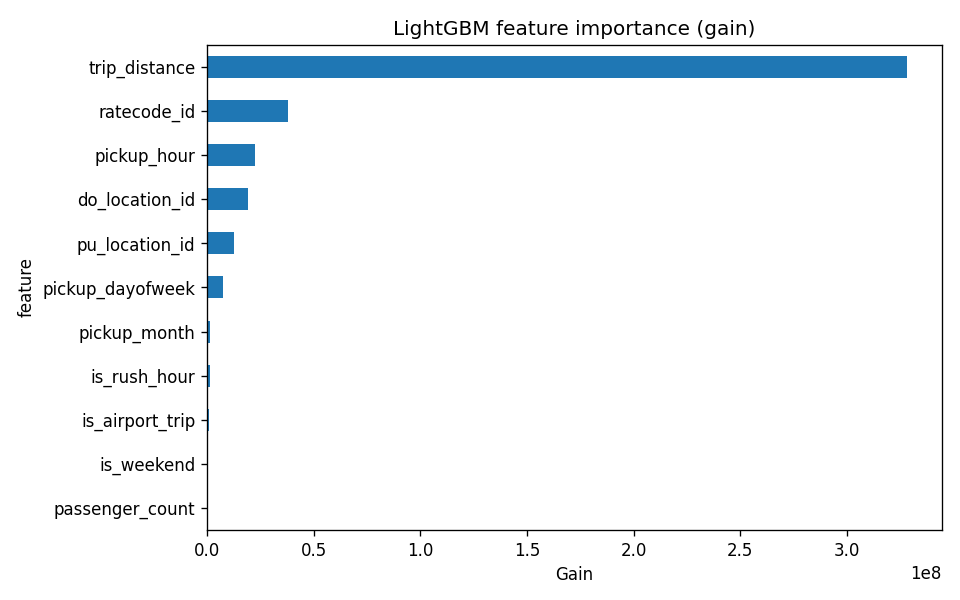 LightGBM feature importance (gain)
trip_distance
ratecode_id
pickup_hour
do_location_id
pu_location_id
pickup_dayofweek
pickup_month
is_rush_hour
is_airport_trip
is_weekend
passenger_count
feature
0.0 0.5 1.0 1.5 2.0 2.5 3.0
1e8
Gain